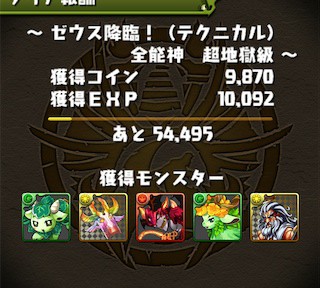 ～ ゼウス降臨！（テクニカル）
全能神 超地獄級 ～
獲得コイン 9,870
獲得ＥＸＰ 10,092
あと 54,495
獲得モンスター